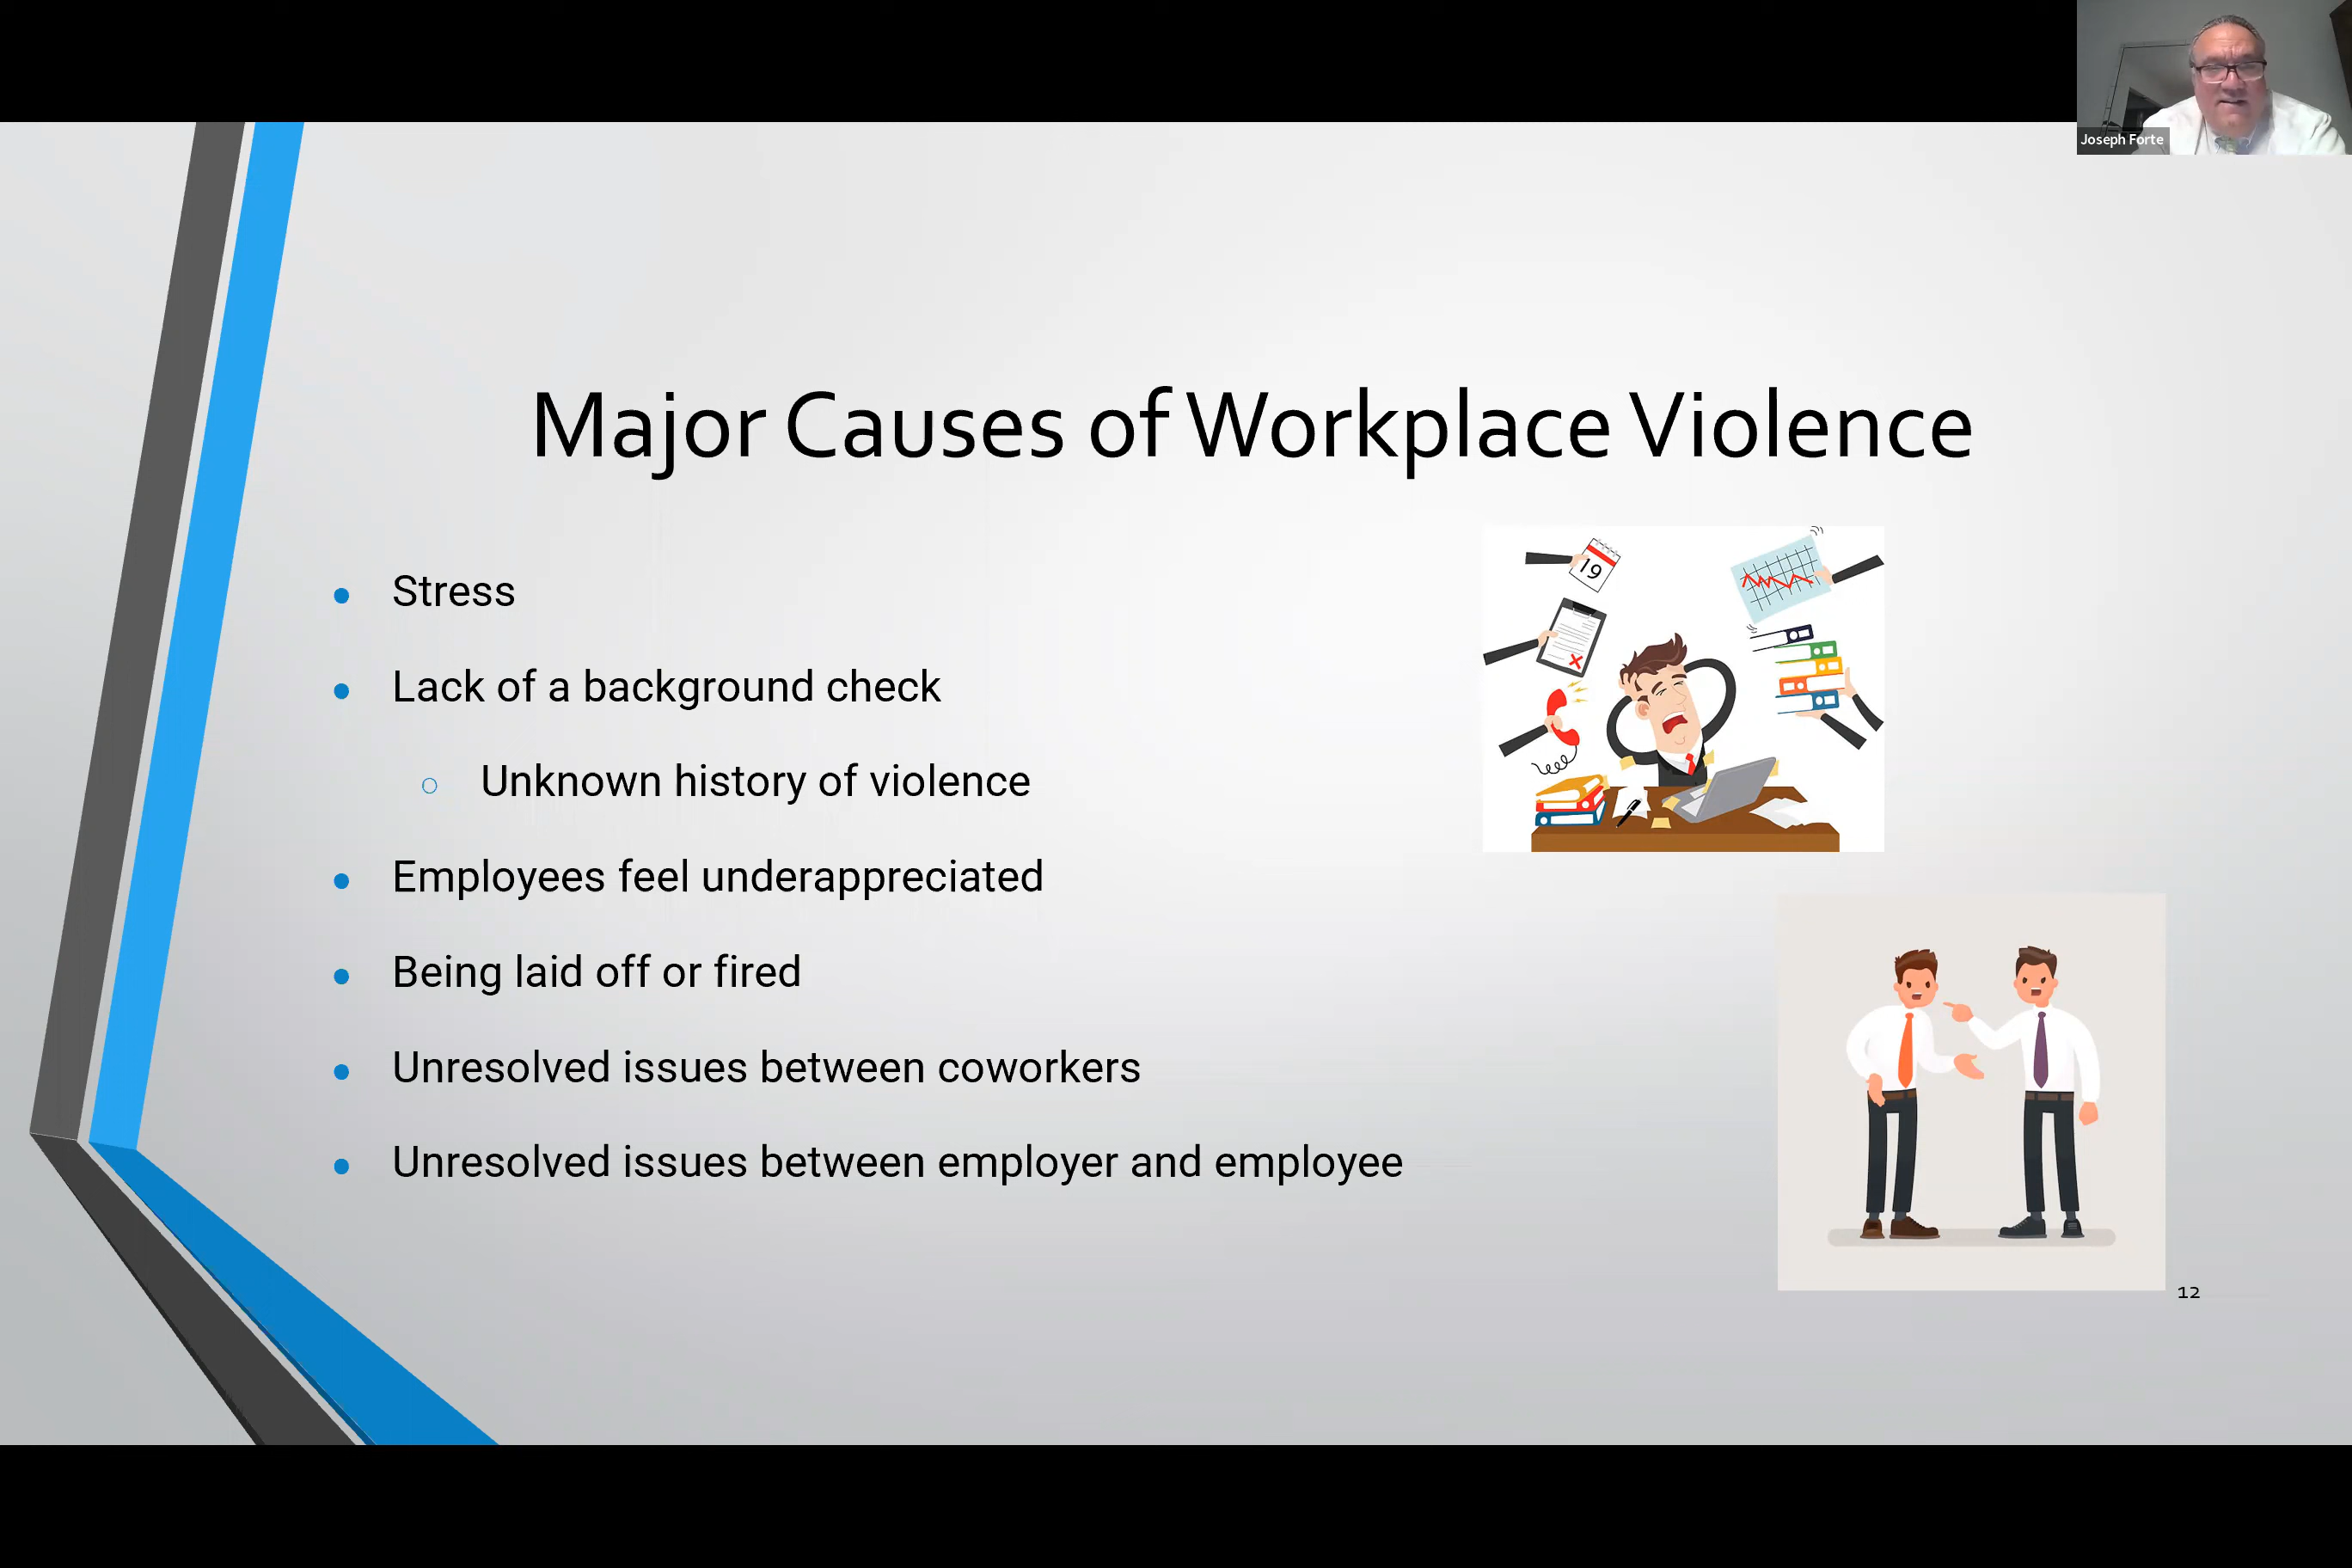 Joseph Forte
Major Causes of Workplace Violence
Stress
Lack of a background check
Unknown history of violence
Employees feel underappreciated
Being laid off or fired
Unresolved issues between coworkers
Unresolved issues between employer and employee
19
12